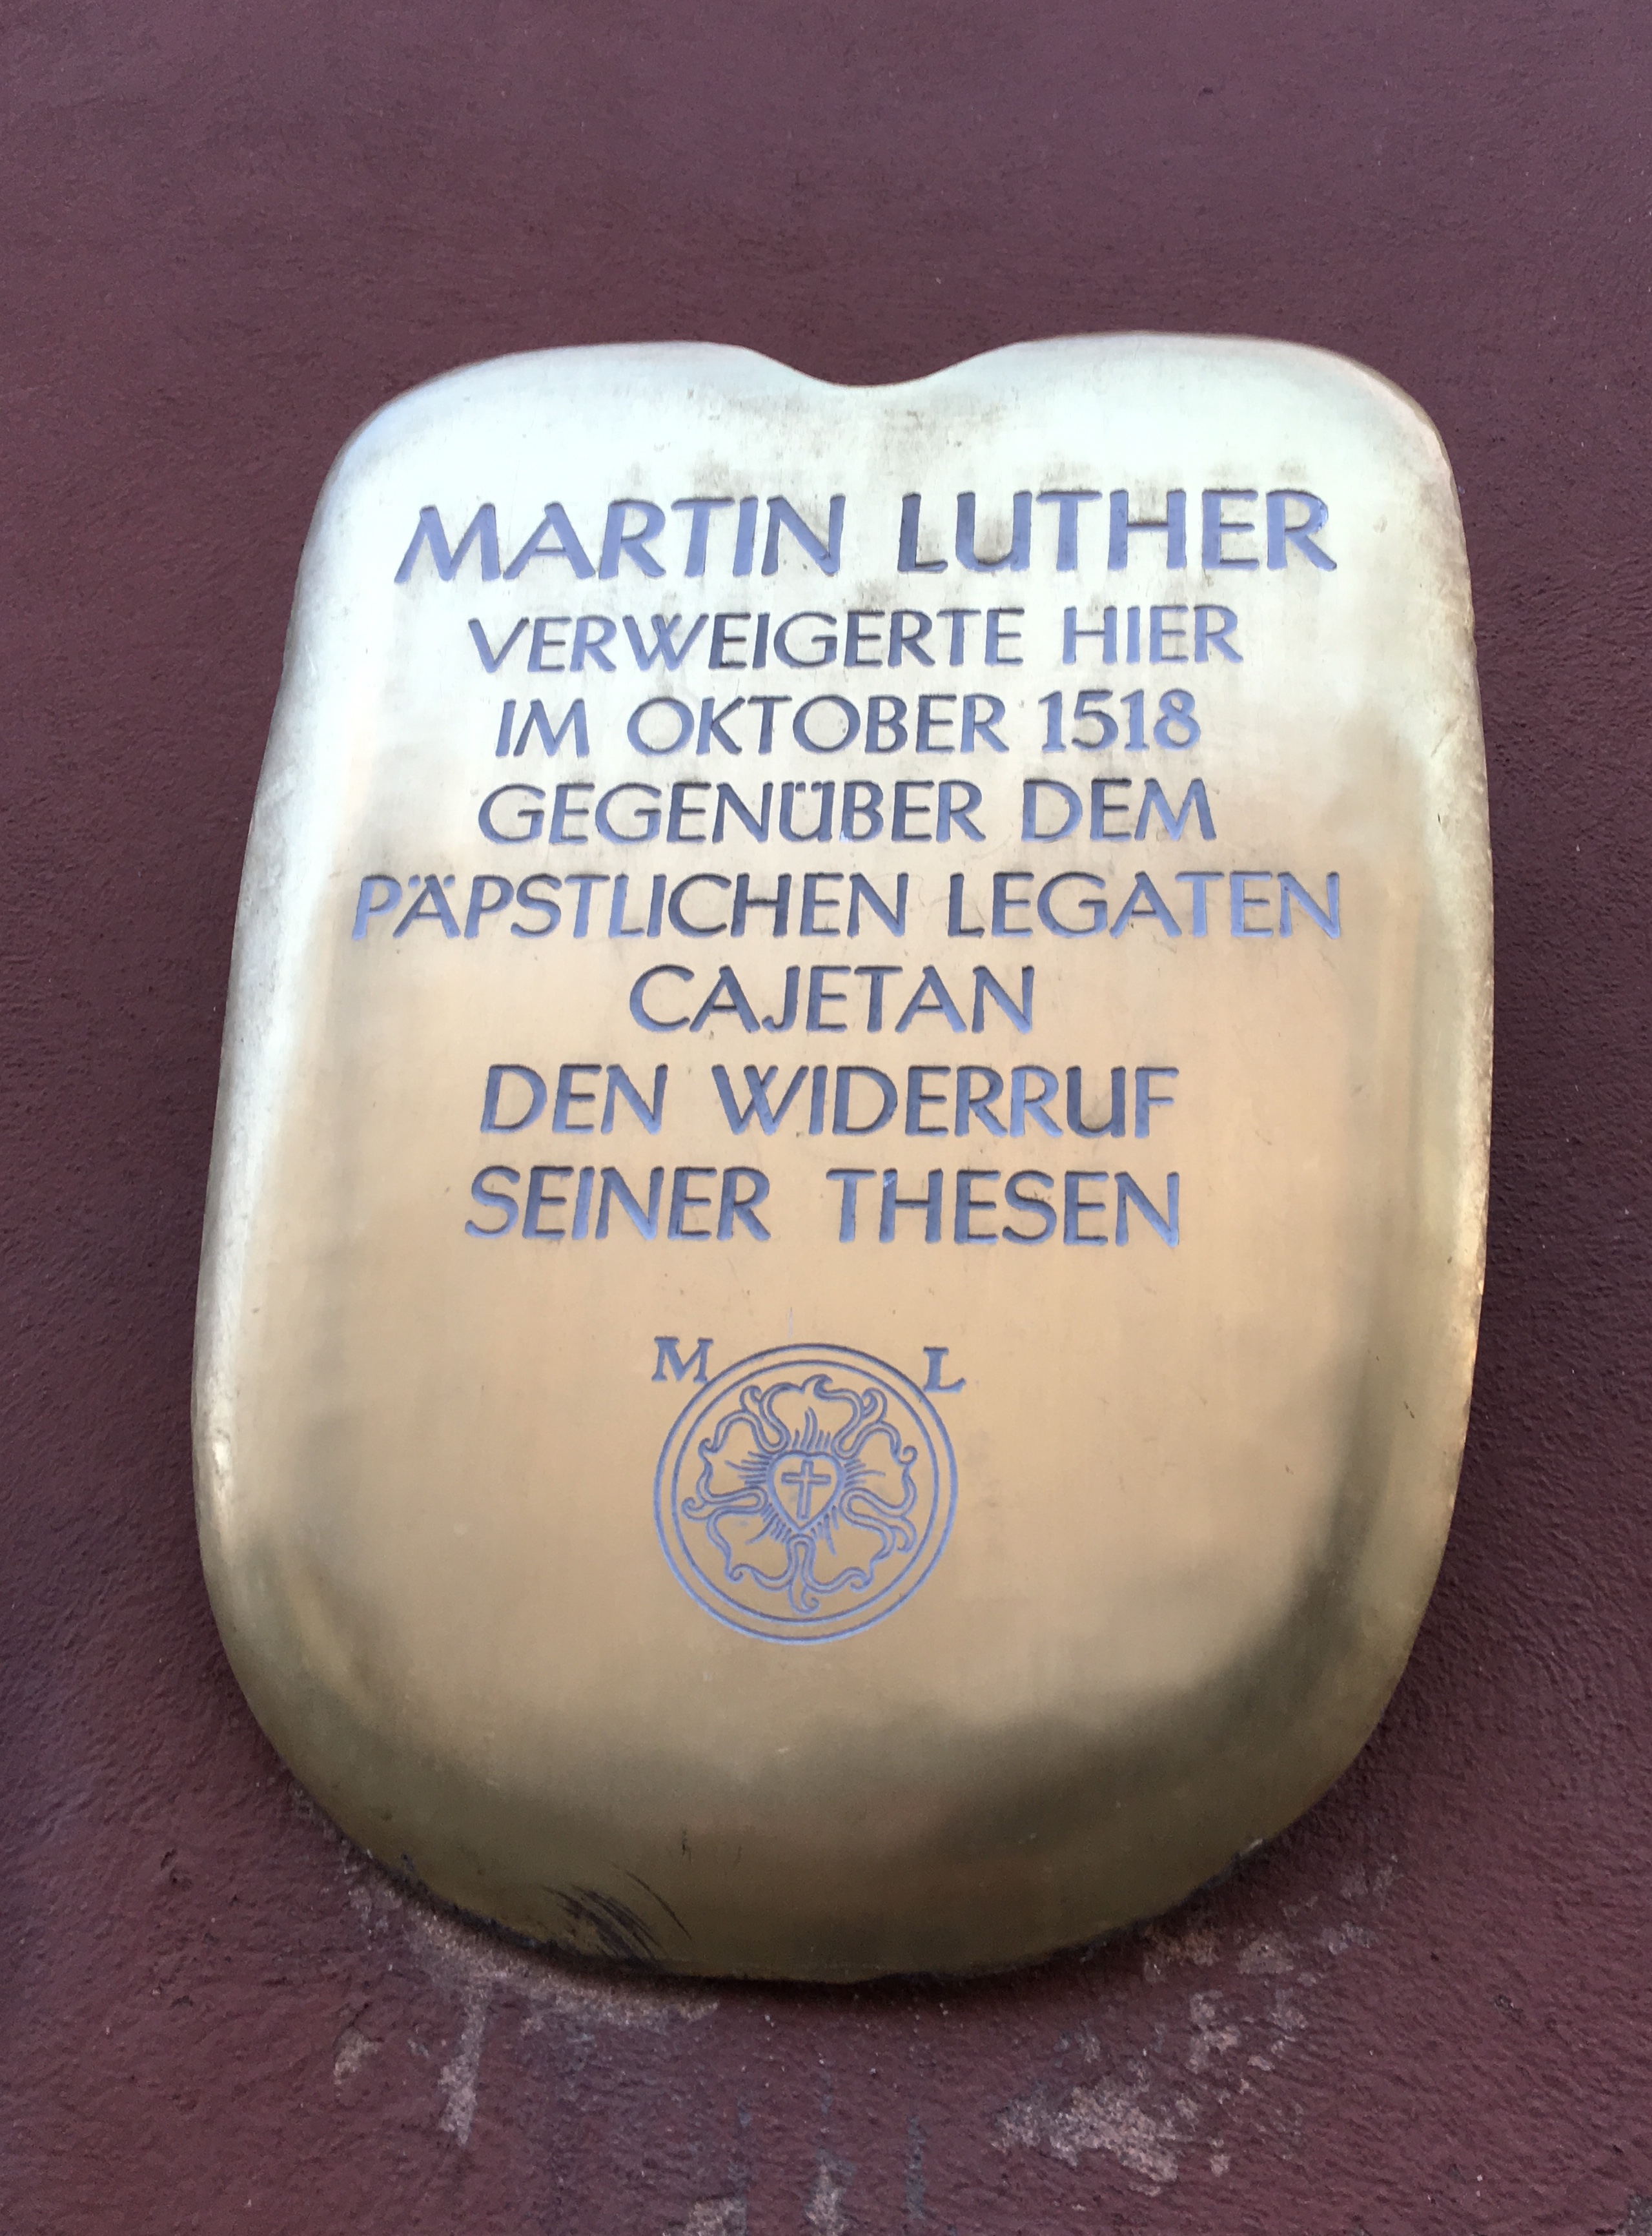 MARTIN LUTHER
VERWEIGERTE HIER
IM OKTOBER 1518
GEGENÜBER DEM
PÄPSTLICHEN LEGATEN
CAJETAN
DEN WIDERRUF
SEINER THESEN
M L